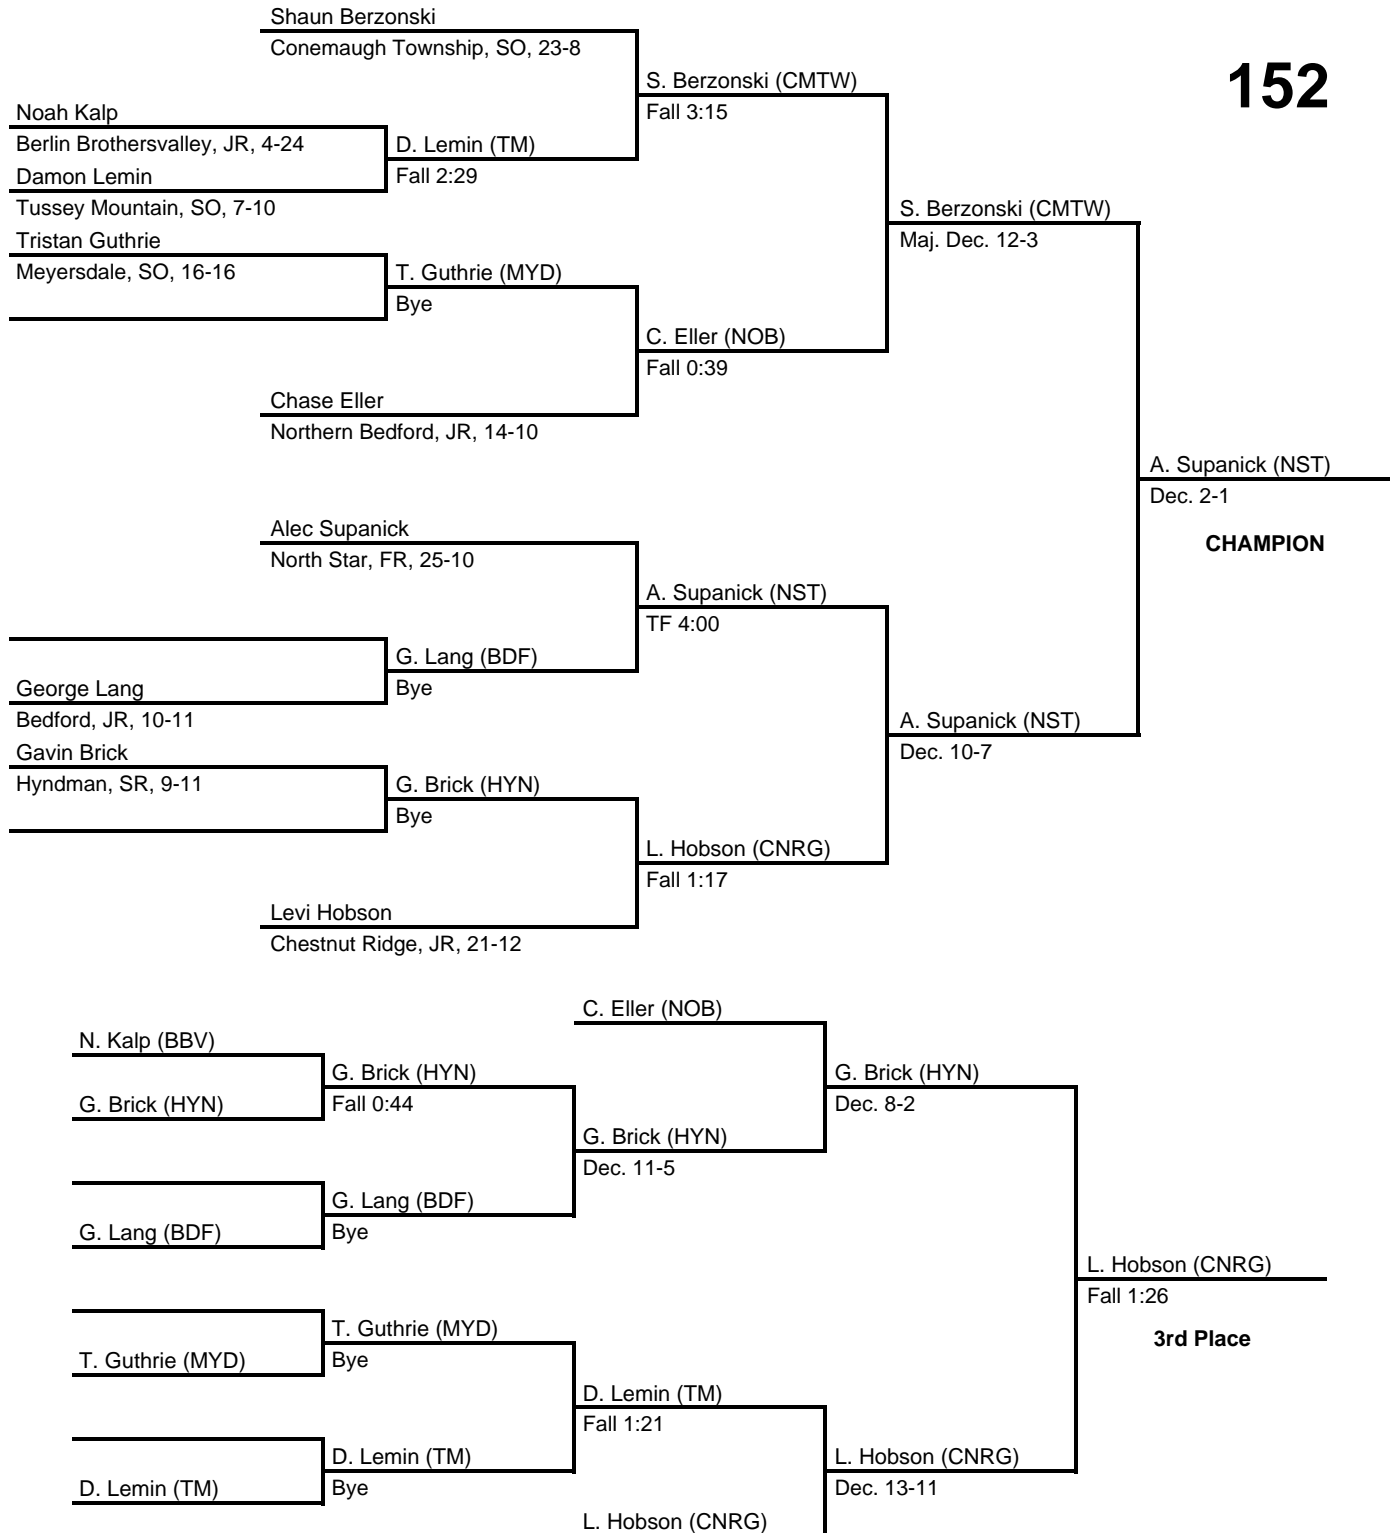 Shaun Berzonski
Conemaugh Township, SO, 23-8
152
S. Berzonski (CMTW)
Fall 3:15
Noah Kalp
Berlin Brothersvalley, JR, 4-24
D. Lemin (TM)
Fall 2:29
Damon Lemin
Tussey Mountain, SO, 7-10
S. Berzonski (CMTW)
Maj. Dec. 12-3
Tristan Guthrie
Meyersdale, SO, 16-16
T. Guthrie (MYD)
Bye
C. Eller (NOB)
Fall 0:39
Chase Eller
Northern Bedford, JR, 14-10
A. Supanick (NST)
Dec. 2-1
CHAMPION
Alec Supanick
North Star, FR, 25-10
A. Supanick (NST)
TF 4:00
G. Lang (BDF)
Bye
George Lang
Bedford, JR, 10-11
A. Supanick (NST)
Dec. 10-7
Gavin Brick
Hyndman, SR, 9-11
G. Brick (HYN)
Bye
L. Hobson (CNRG)
Fall 1:17
Levi Hobson
Chestnut Ridge, JR, 21-12
C. Eller (NOB)
N. Kalp (BBV)
G. Brick (HYN)
Fall 0:44
G. Brick (HYN)
G. Brick (HYN)
Dec. 8-2
G. Brick (HYN)
Dec. 11-5
G. Lang (BDF)
Bye
G. Lang (BDF)
L. Hobson (CNRG)
Fall 1:26
3rd Place
T. Guthrie (MYD)
Bye
T. Guthrie (MYD)
D. Lemin (TM)
Fall 1:21
D. Lemin (TM)
Bye
D. Lemin (TM)
L. Hobson (CNRG)
Dec. 13-11
L. Hobson (CNRG)